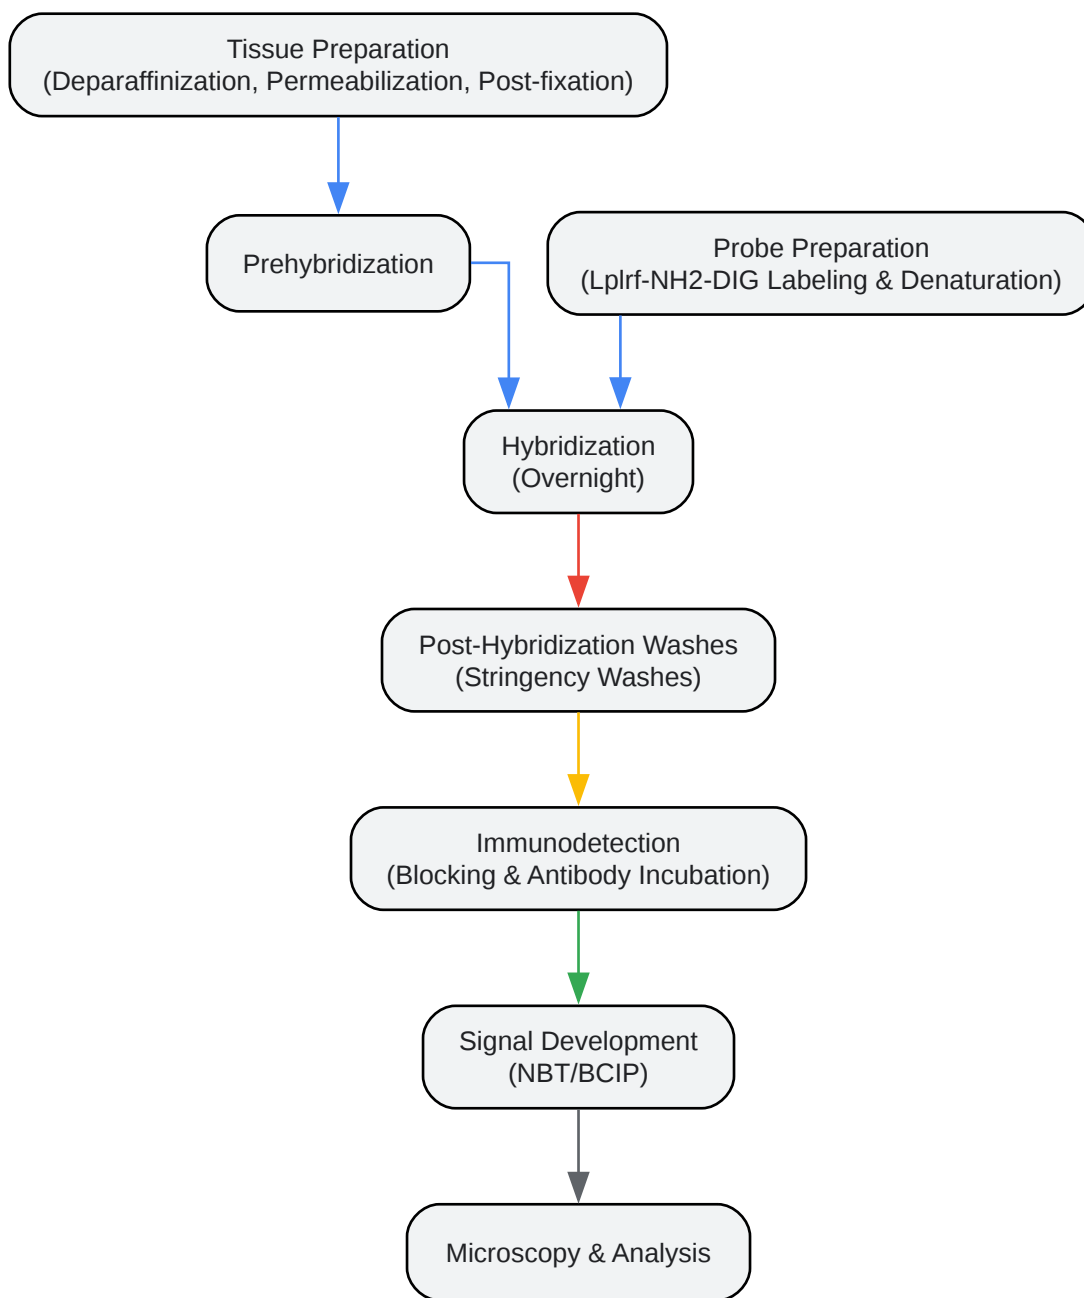 Tissue Preparation
(Deparaffinization, Permeabilization, Post-fixation)
Prehybridization
Probe Preparation
(Lplrf-NH2-DIG Labeling & Denaturation)
Hybridization
(Overnight)
Post-Hybridization Washes
(Stringency Washes)
Immunodetection
(Blocking & Antibody Incubation)
Signal Development
(NBT/BCIP)
Microscopy & Analysis